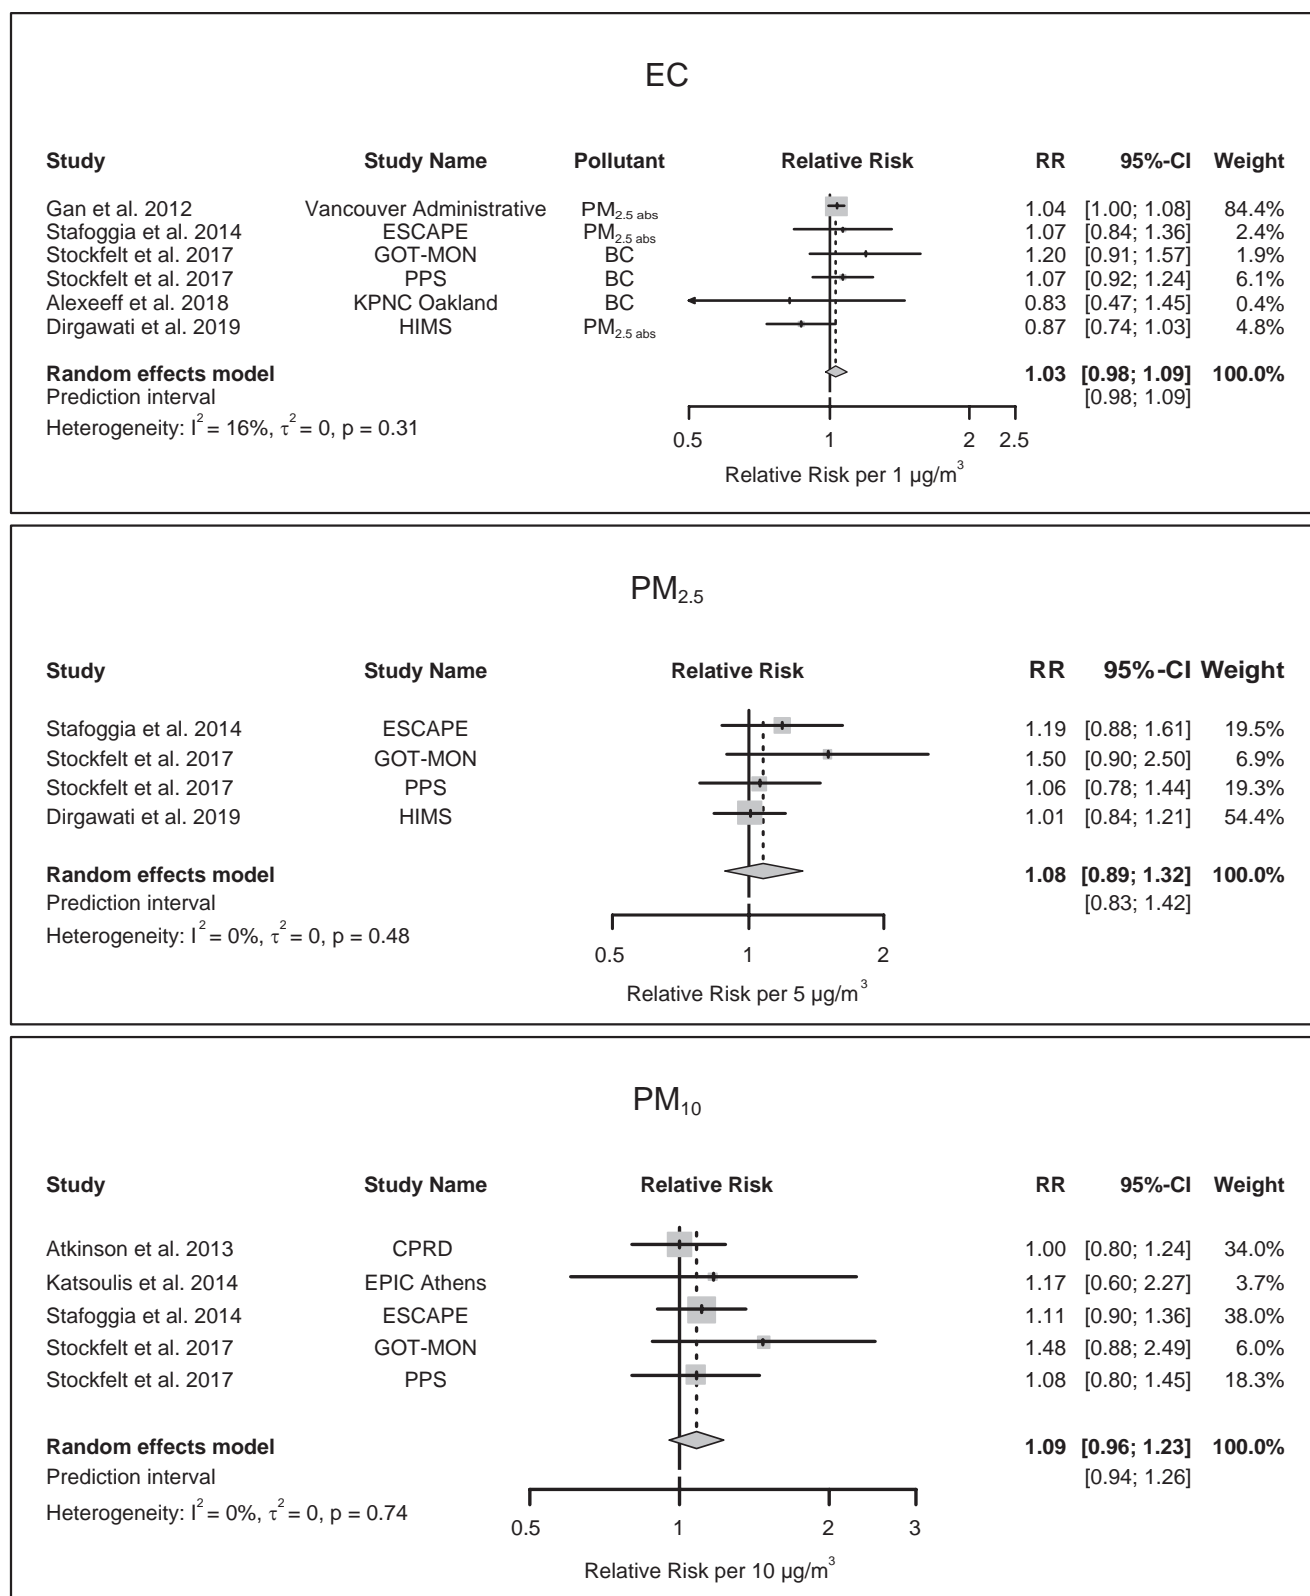 EC
Study Study Name Pollutant Relative Risk RR 95%-CI Weight
Gan et al. 2012 Vancouver Administrative PM2.5 abs 1.04 [1.00; 1.08] 84.4%
Stafoggia et al. 2014 ESCAPE PM2.5 abs 1.07 [0.84; 1.36] 2.4%
Stockfelt et al. 2017 GOT-MON BC 1.20 [0.91; 1.57] 1.9%
Stockfelt et al. 2017 PPS BC 1.07 [0.92; 1.24] 6.1%
Alexeeff et al. 2018 KPNC Oakland BC 0.83 [0.47; 1.45] 0.4%
Dirgawati et al. 2019 HIMS PM2.5 abs 0.87 [0.74; 1.03] 4.8%
Random effects model 1.03 [0.98; 1.09] 100.0%
Prediction interval [0.98; 1.09]
Heterogeneity: I² = 16%, τ² = 0, p = 0.31
0.5 1 2 2.5
Relative Risk per 1 µg/m³
PM2.5
Study Study Name Relative Risk RR 95%-CI Weight
Stafoggia et al. 2014 ESCAPE 1.19 [0.88; 1.61] 19.5%
Stockfelt et al. 2017 GOT-MON 1.50 [0.90; 2.50] 6.9%
Stockfelt et al. 2017 PPS 1.06 [0.78; 1.44] 19.3%
Dirgawati et al. 2019 HIMS 1.01 [0.84; 1.21] 54.4%
Random effects model 1.08 [0.89; 1.32] 100.0%
Prediction interval [0.83; 1.42]
Heterogeneity: I² = 0%, τ² = 0, p = 0.48
0.5 1 2
Relative Risk per 5 µg/m³
PM10
Study Study Name Relative Risk RR 95%-CI Weight
Atkinson et al. 2013 CPRD 1.00 [0.80; 1.24] 34.0%
Katsoulis et al. 2014 EPIC Athens 1.17 [0.60; 2.27] 3.7%
Stafoggia et al. 2014 ESCAPE 1.11 [0.90; 1.36] 38.0%
Stockfelt et al. 2017 GOT-MON 1.48 [0.88; 2.49] 6.0%
Stockfelt et al. 2017 PPS 1.08 [0.80; 1.45] 18.3%
Random effects model 1.09 [0.96; 1.23] 100.0%
Prediction interval [0.94; 1.26]
Heterogeneity: I² = 0%, τ² = 0, p = 0.74
0.5 1 2 3
Relative Risk per 10 µg/m³